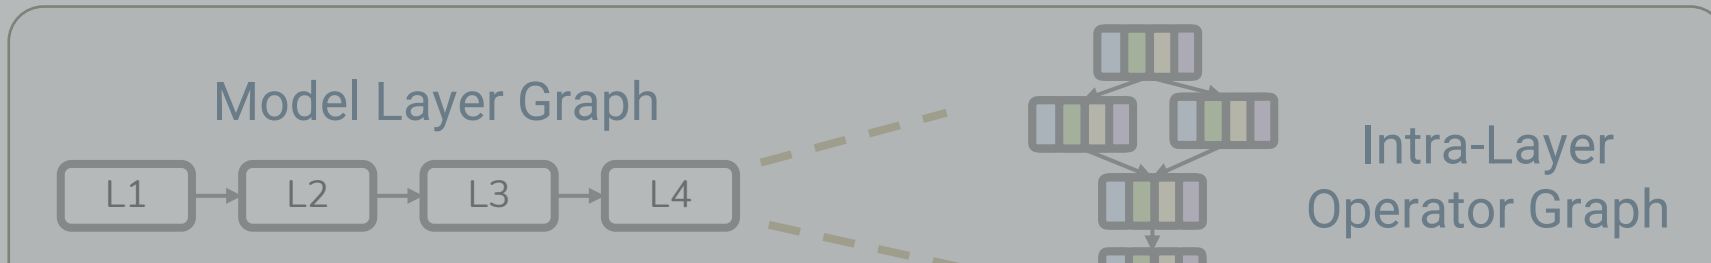 Model Layer Graph
L1
L2
L3
L4
Intra-Layer
Operator Graph